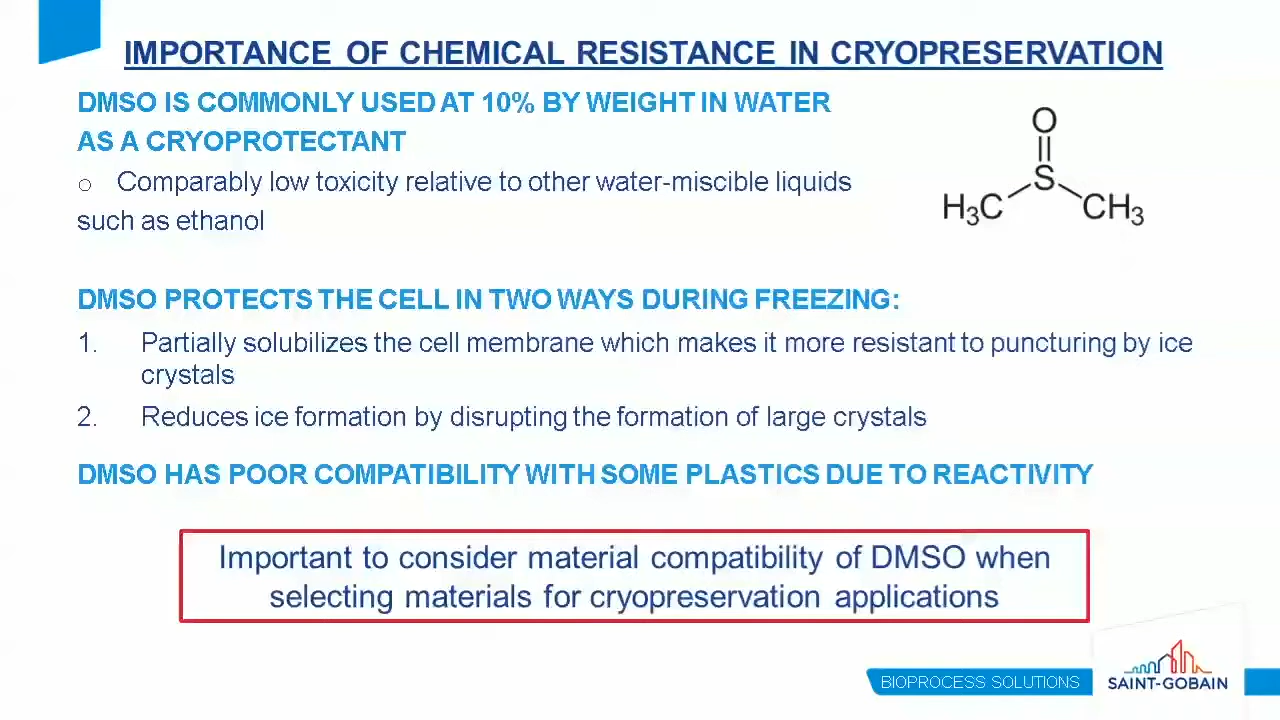 IMPORTANCE OF CHEMICAL RESISTANCE IN CRYOPRESERVATION
DMSO IS COMMONLY USED AT 10% BY WEIGHT IN WATER
AS A CRYOPROTECTANT
o Comparably low toxicity relative to other water-miscible liquids
such as ethanol
O
S
H₃C
CH₃
DMSO PROTECTS THE CELL IN TWO WAYS DURING FREEZING:
1. Partially solubilizes the cell membrane which makes it more resistant to puncturing by ice
crystals
2. Reduces ice formation by disrupting the formation of large crystals
DMSO HAS POOR COMPATIBILITY WITH SOME PLASTICS DUE TO REACTIVITY
Important to consider material compatibility of DMSO when
selecting materials for cryopreservation applications
BIOPROCESS SOLUTIONS
SAINT-GOBAIN